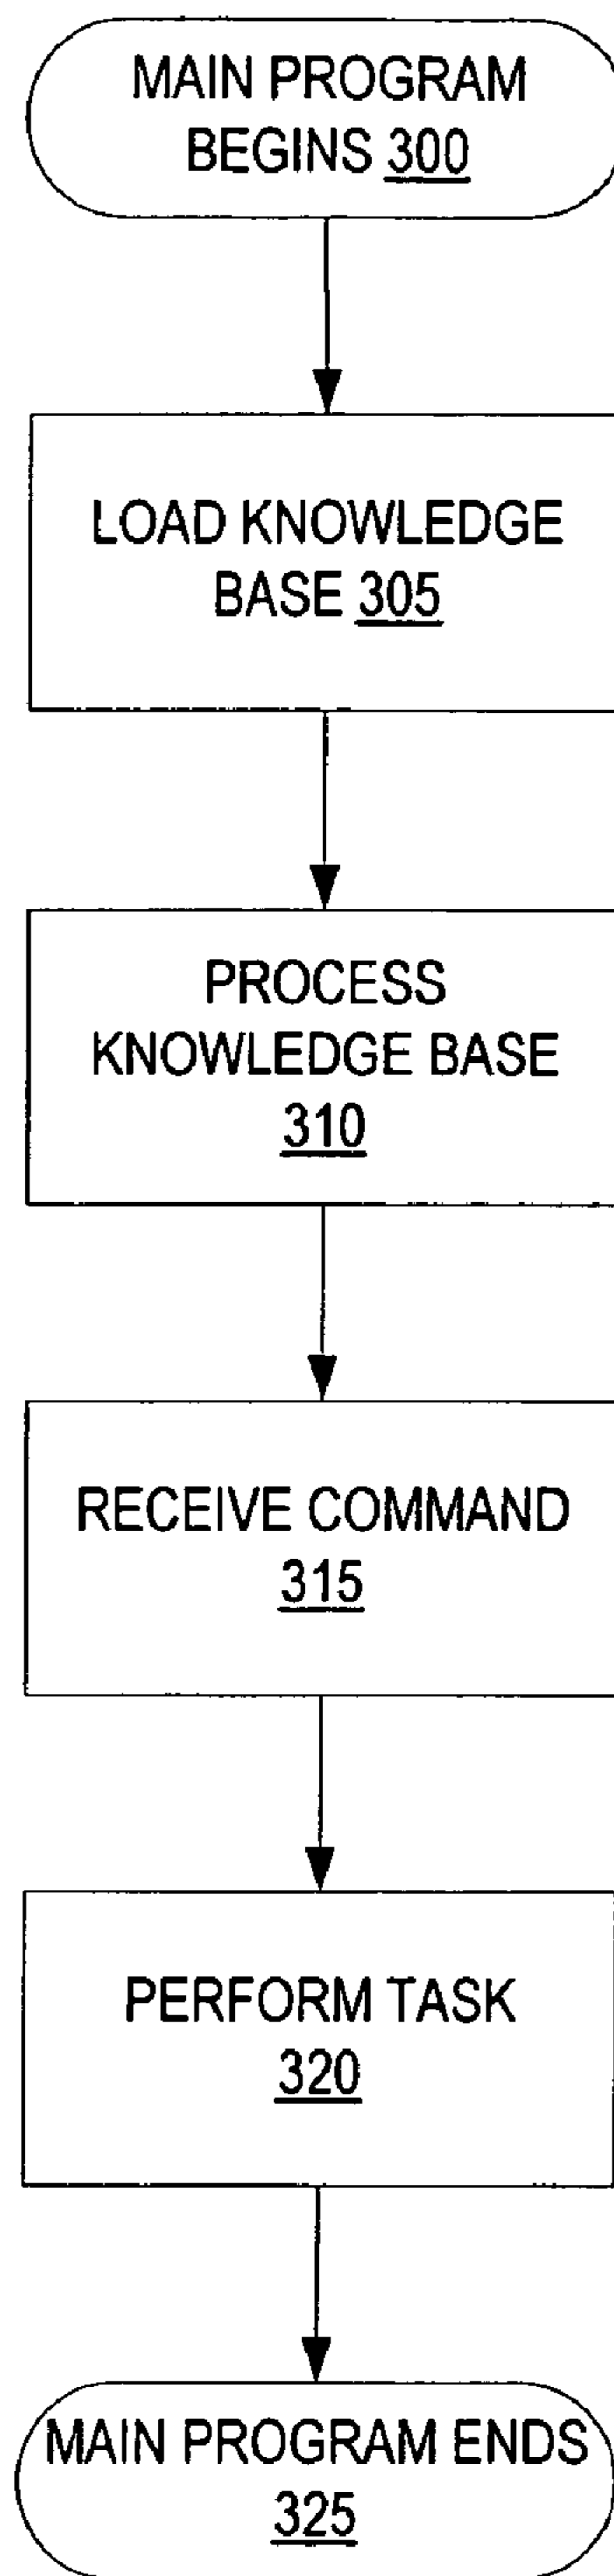 MAIN PROGRAM
BEGINS 300
LOAD KNOWLEDGE
BASE 305
PROCESS
KNOWLEDGE BASE
310
RECEIVE COMMAND
315
PERFORM TASK
320
MAIN PROGRAM ENDS
325